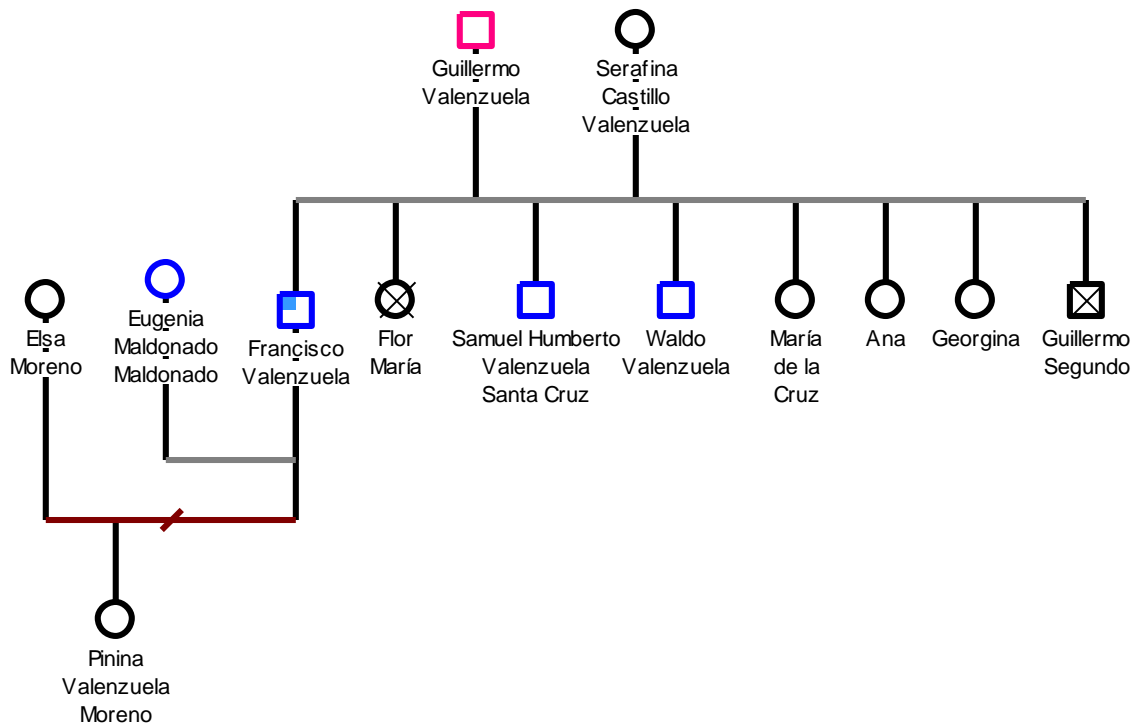 Guillermo
Valenzuela
Serafina
Castillo
Valenzuela
Elsa
Moreno
Eugenia
Maldonado
Maldonado
Francisco
Valenzuela
Flor
María
Samuel Humberto
Valenzuela
Santa Cruz
Waldo
Valenzuela
María
de la
Cruz
Ana
Georgina
Guillermo
Segundo
Pinina
Valenzuela
Moreno